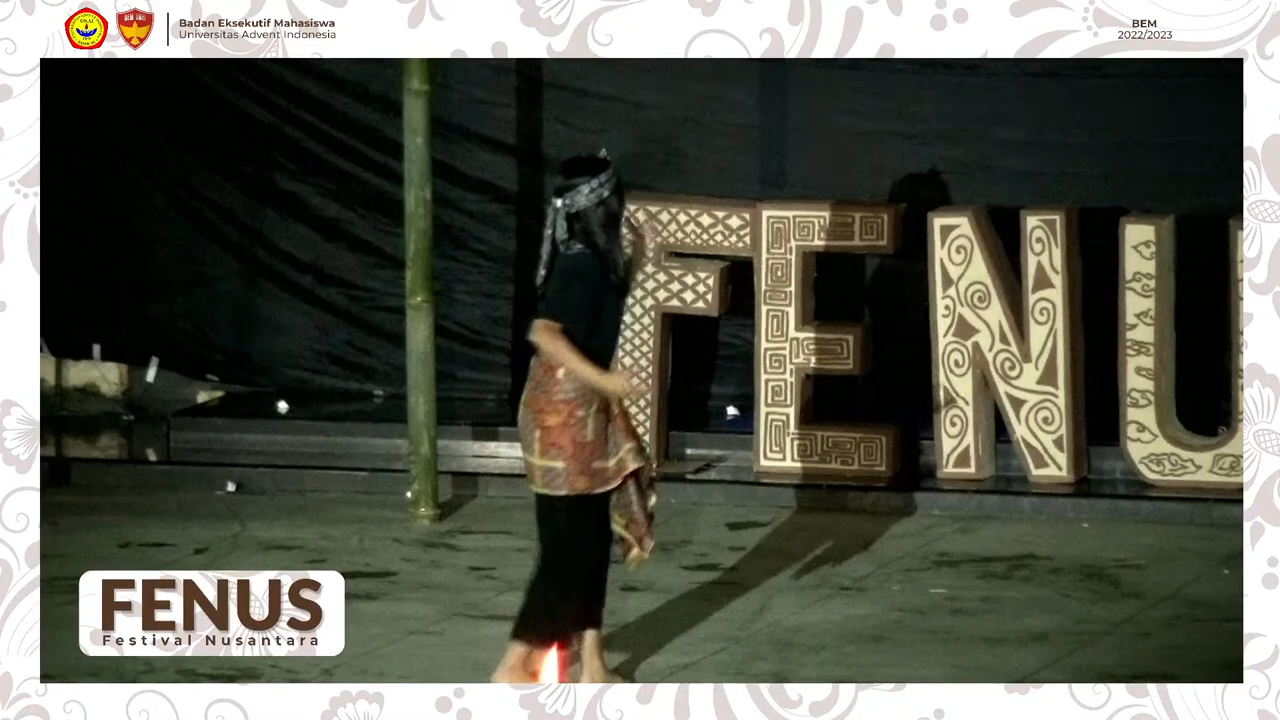 Badan Eksekutif Mahasiswa
Universitas Advent Indonesia
BEM
2022/2023
FENU
FENUS
Festival Nusantara